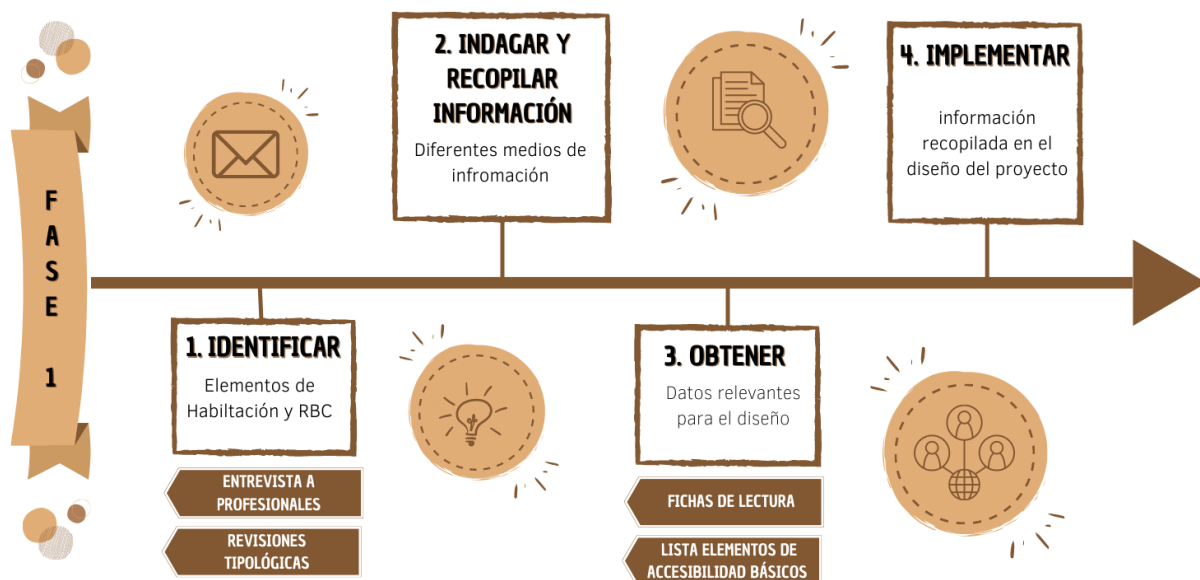 FASE 1
1. IDENTIFICAR
Elementos de
Habiltación y RBC
ENTREVISTA A
PROFESIONALES
REVISIONES
TIPOLÓGICAS
2. INDAGAR Y
RECOPILAR
INFORMACIÓN
Diferentes medios de
infromación
3. OBTENER
Datos relevantes
para el diseño
FICHAS DE LECTURA
LISTA ELEMENTOS DE
ACCESIBILIDAD BÁSICOS
4. IMPLEMENTAR
información
recopilada en el
diseño del proyecto